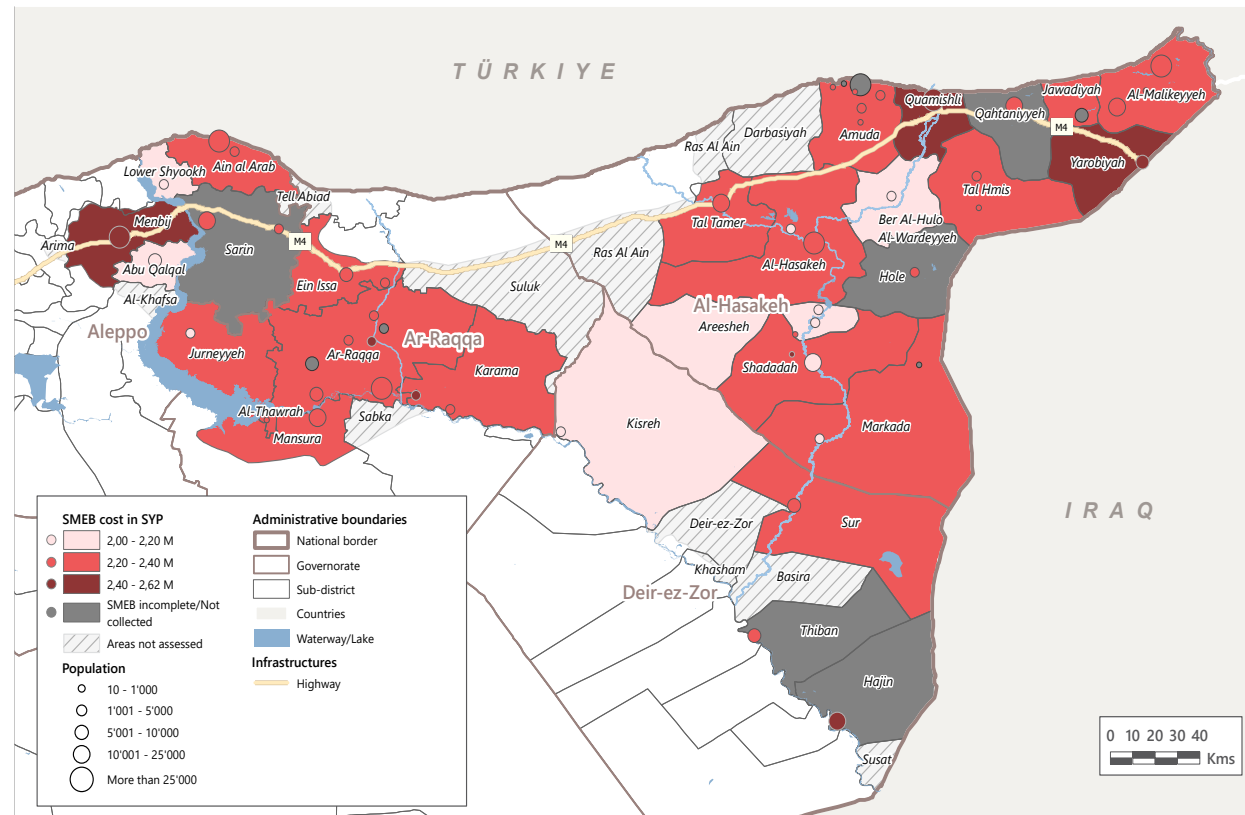 TÜRKIYE
Quamishli
Qahtaniyyeh
Jawadiyah
Al-Malikeyyeh
M4
Yarobiyah
Ras Al Ain
Darbasiyah
Amuda
Tal Hmis
Lower Shyookh
Ain al Arab
Tell Abiad
Menbij
Arima
Sarin
M4
Abu Qalqal
Al-Khafsa
Ein Issa
M4
Suluk
Ras Al Ain
Tal Tamer
Al-Hasakeh
Ber Al-Hulo
Al-Wardeyyeh
Hole
Aleppo
Jurneyyeh
Ar-Raqqa
Ar-Raqqa
Karama
Al-Hasakeh
Areesheh
Shadadah
Al-Thawrah
Mansura
Sabka
Kisreh
Markada
IRAQ
Deir-ez-Zor
Sur
Khasham
Basira
Deir-ez-Zor
Thiban
Hajin
Susat
SMEB cost in SYP
2,00 - 2,20 M
2,20 - 2,40 M
2,40 - 2,62 M
SMEB incomplete/Not
collected
Areas not assessed
Population
10 - 1'000
1'001 - 5'000
5'001 - 10'000
10'001 - 25'000
More than 25'000
Administrative boundaries
National border
Governorate
Sub-district
Countries
Waterway/Lake
Infrastructures
Highway
0 10 20 30 40
Kms